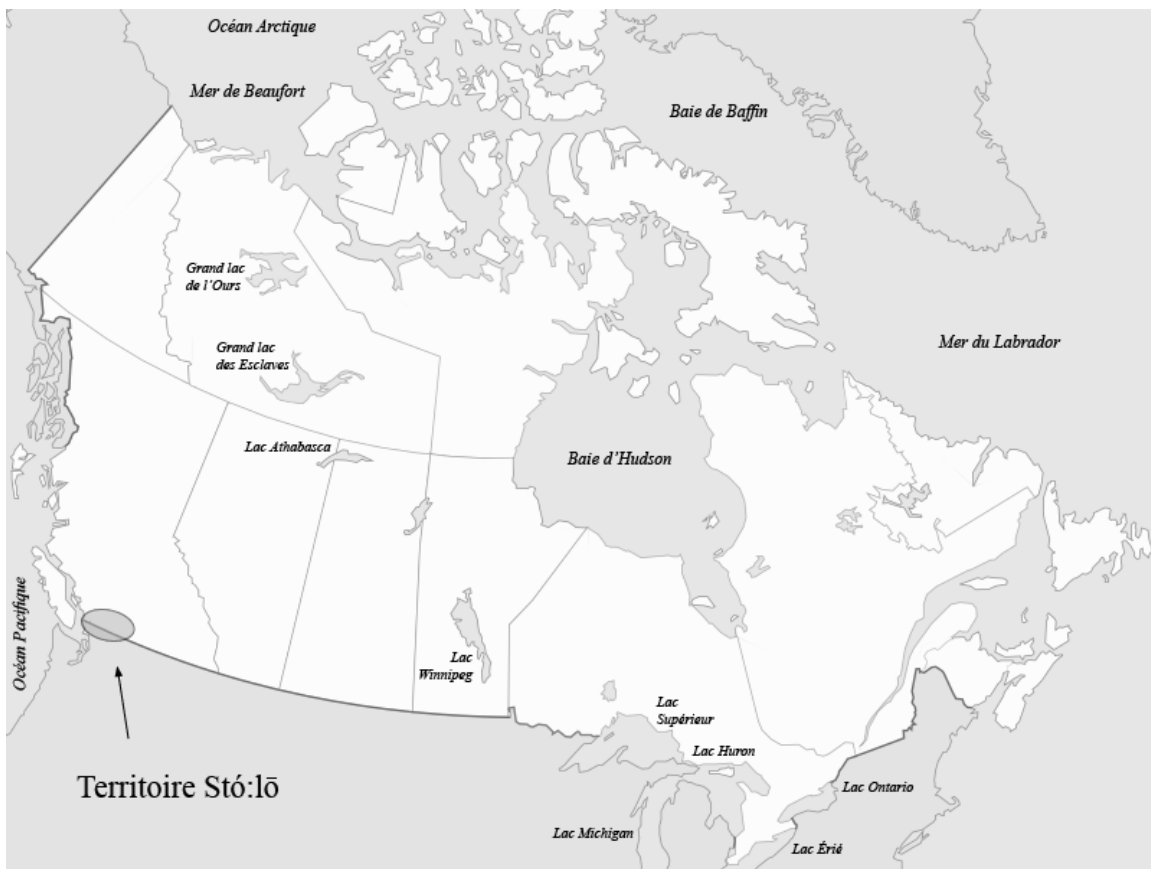 Océan Arctique
Mer de Beaufort
Baie de Baffin
Grand lac
de l'Ours
Grand lac
des Esclaves
Mer du Labrador
Lac Athabasca
Baie d'Hudson
Océan Pacifique
Lac
Winnipeg
Lac
Supérieur
Lac Huron
Territoire Stó:lō
Lac Ontario
Lac Michigan
Lac Érié